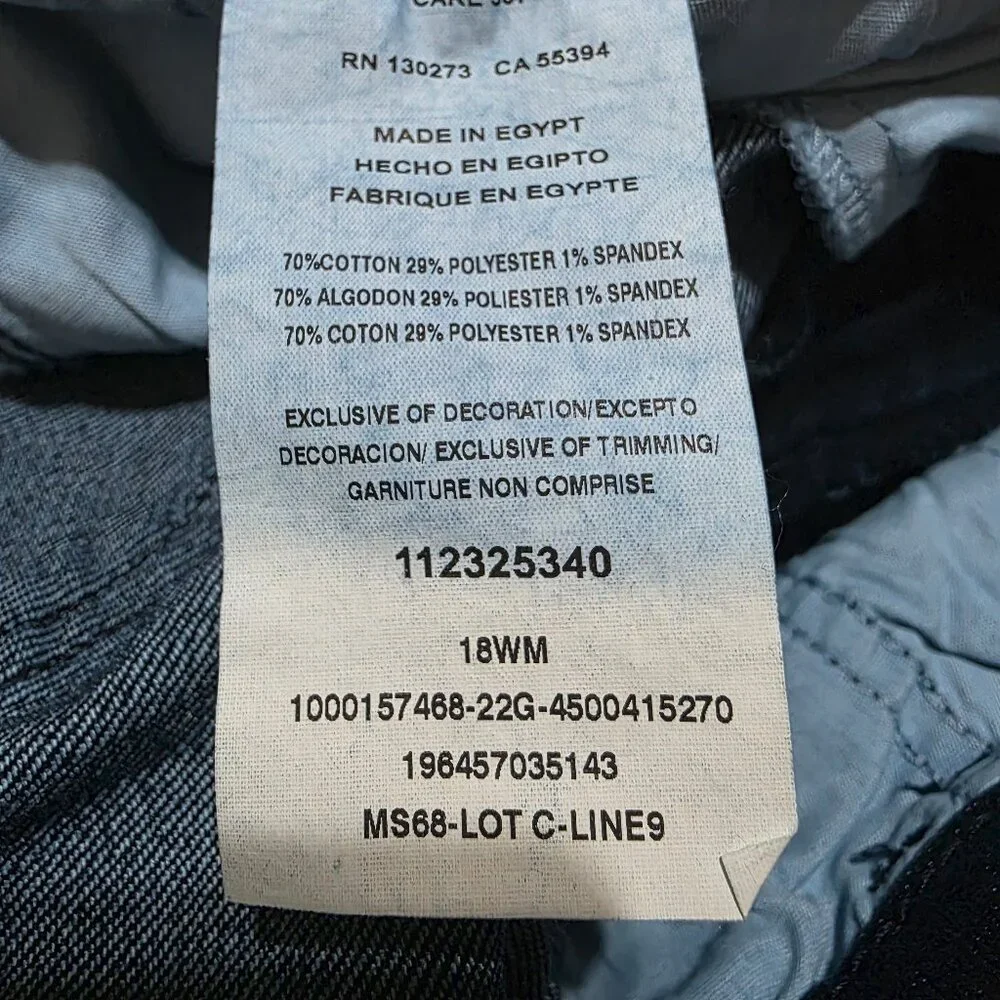 RN 130273 CA 55394
MADE IN EGYPT
HECHO EN EGIPTO
FABRIQUE EN EGYPTE
70%COTTON 29% POLYESTER 1% SPANDEX
70% ALGODON 29% POLIESTER 1% SPANDEX
70% COTON 29% POLYESTER 1% SPANDEX
EXCLUSIVE OF DECORATION/EXCEPTO
DECORACION/ EXCLUSIVE OF TRIMMING/
GARNITURE NON COMPRISE
112325340
18WM
1000157468-22G-4500415270
196457035143
MS68-LOT C-LINE9